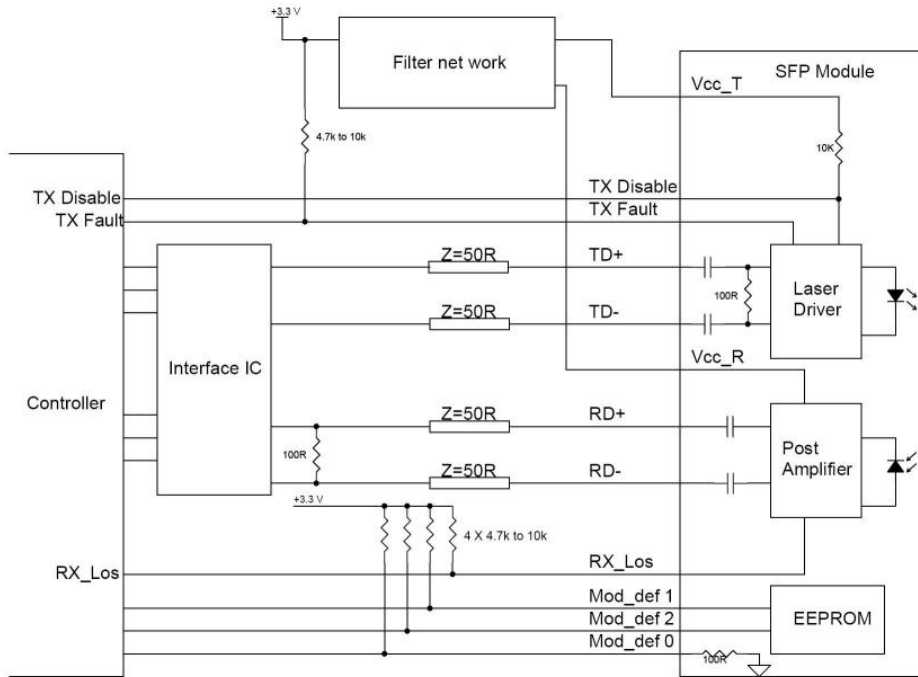 +3.3 V
Filter net work
SFP Module
Vcc_T
4.7k to 10k
10K
TX Disable
TX Disable
TX Fault
TX Fault
Z=50R
TD+
Laser
Driver
100R
Z=50R
TD-
Interface IC
Vcc_R
Controller
Z=50R
RD+
Post
Amplifier
100R
Z=50R
RD-
+3.3 V
4 X 4.7k to 10k
RX_Los
RX_Los
Mod_def 1
EEPROM
Mod_def 2
Mod_def 0
100R